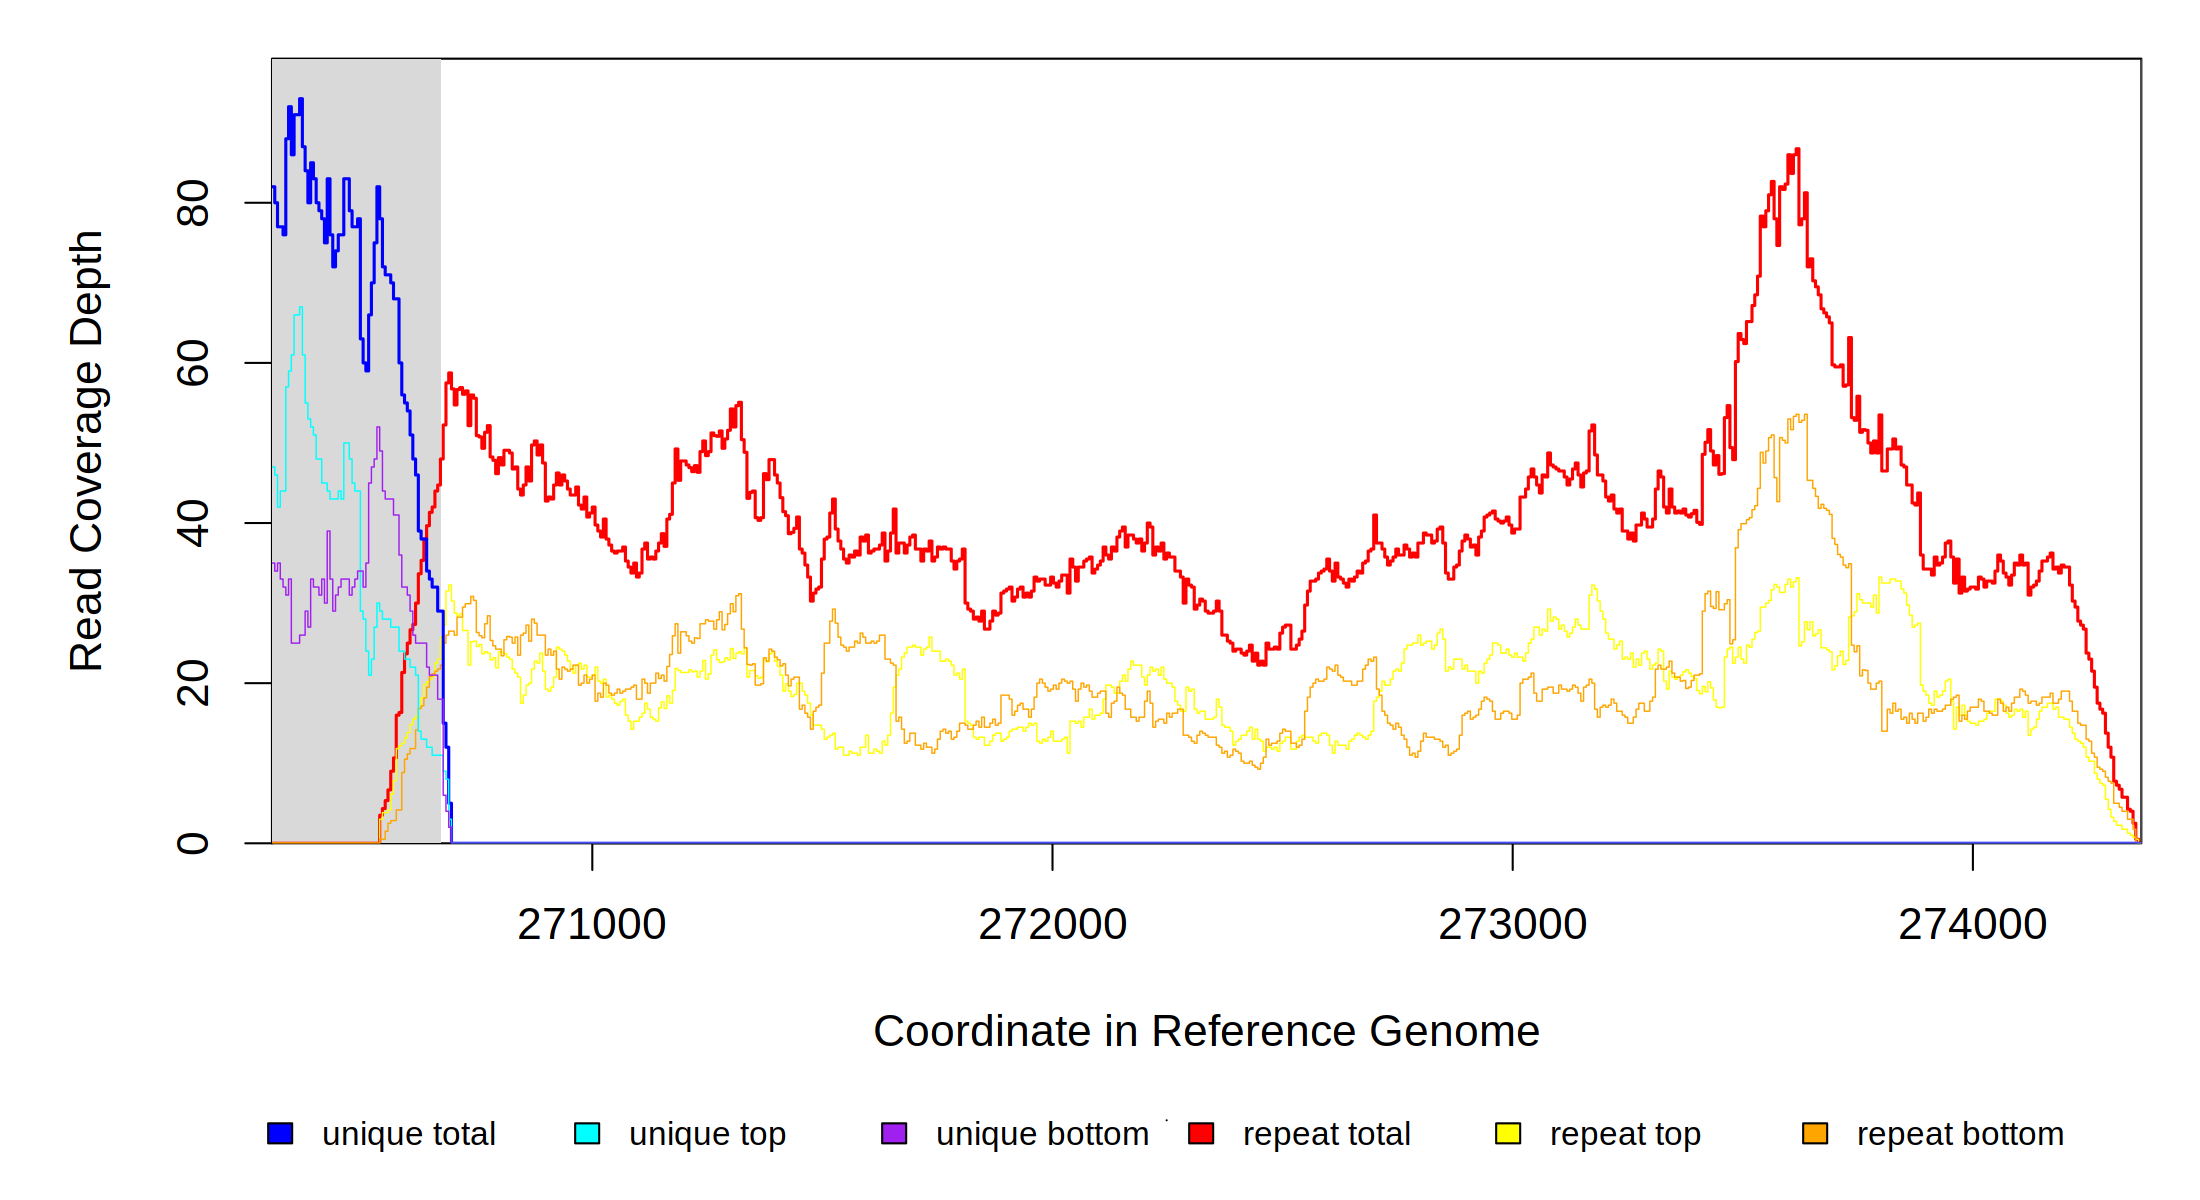 Read Coverage Depth
80
60
40
20
0
271000 272000 273000 274000
Coordinate in Reference Genome
unique total unique top unique bottom repeat total repeat top repeat bottom